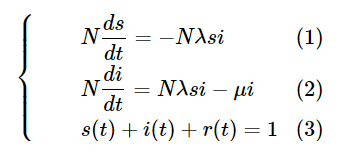 N ds/dt = −Nλsi (1)
N di/dt = Nλsi − μi (2)
s(t) + i(t) + r(t) = 1 (3)